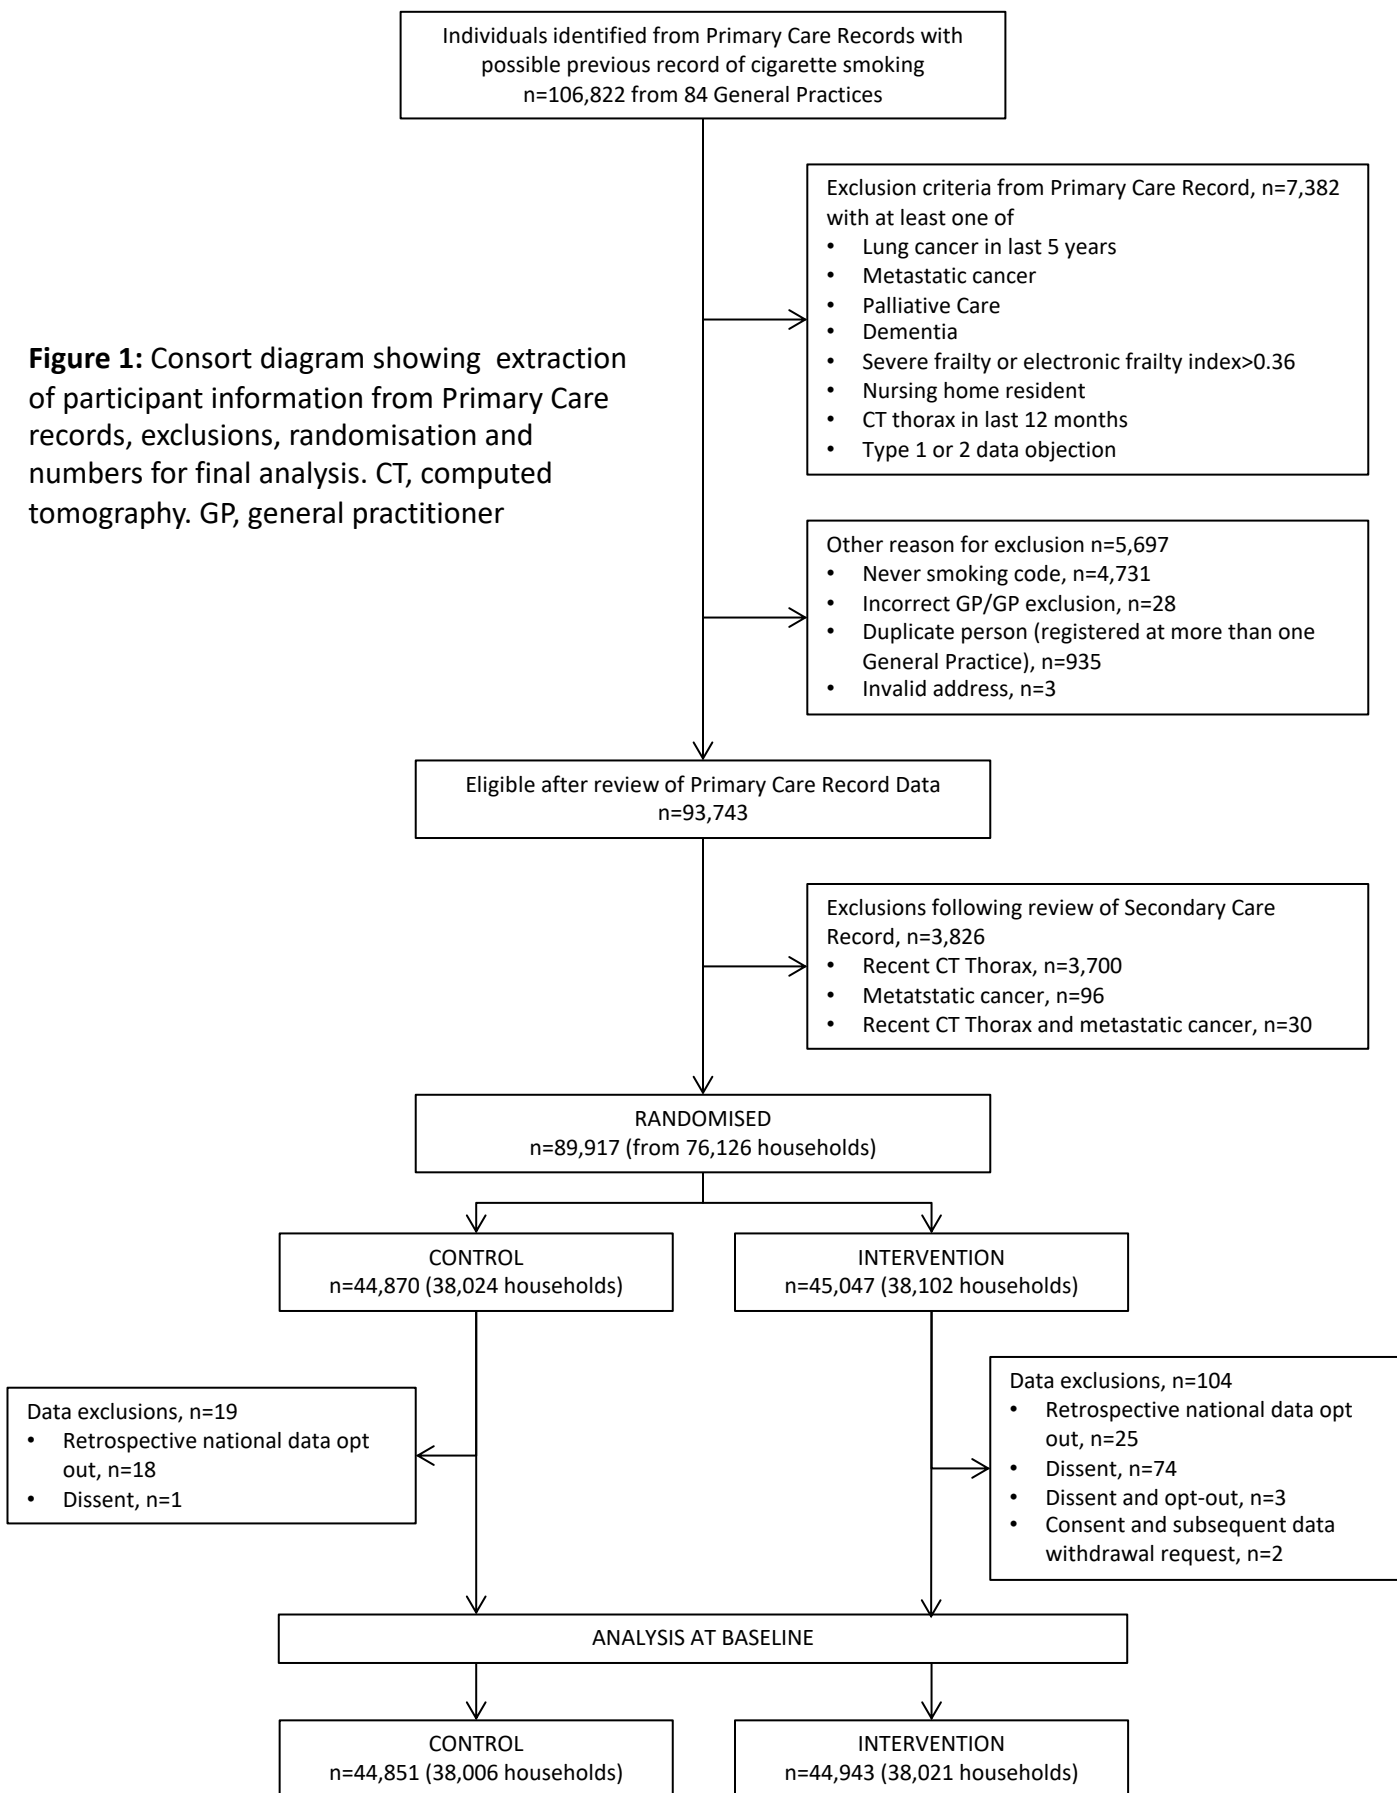 Individuals identified from Primary Care Records with
possible previous record of cigarette smoking
n=106,822 from 84 General Practices
Exclusion criteria from Primary Care Record, n=7,382
with at least one of
• Lung cancer in last 5 years
• Metastatic cancer
• Palliative Care
• Dementia
• Severe frailty or electronic frailty index>0.36
• Nursing home resident
• CT thorax in last 12 months
• Type 1 or 2 data objection
Figure 1: Consort diagram showing extraction
of participant information from Primary Care
records, exclusions, randomisation and
numbers for final analysis. CT, computed
tomography. GP, general practitioner
Other reason for exclusion n=5,697
• Never smoking code, n=4,731
• Incorrect GP/GP exclusion, n=28
• Duplicate person (registered at more than one
General Practice), n=935
• Invalid address, n=3
Eligible after review of Primary Care Record Data
n=93,743
Exclusions following review of Secondary Care
Record, n=3,826
• Recent CT Thorax, n=3,700
• Metatstatic cancer, n=96
• Recent CT Thorax and metastatic cancer, n=30
RANDOMISED
n=89,917 (from 76,126 households)
CONTROL
n=44,870 (38,024 households)
INTERVENTION
n=45,047 (38,102 households)
Data exclusions, n=19
• Retrospective national data opt
out, n=18
• Dissent, n=1
Data exclusions, n=104
• Retrospective national data opt
out, n=25
• Dissent, n=74
• Dissent and opt-out, n=3
• Consent and subsequent data
withdrawal request, n=2
ANALYSIS AT BASELINE
CONTROL
n=44,851 (38,006 households)
INTERVENTION
n=44,943 (38,021 households)